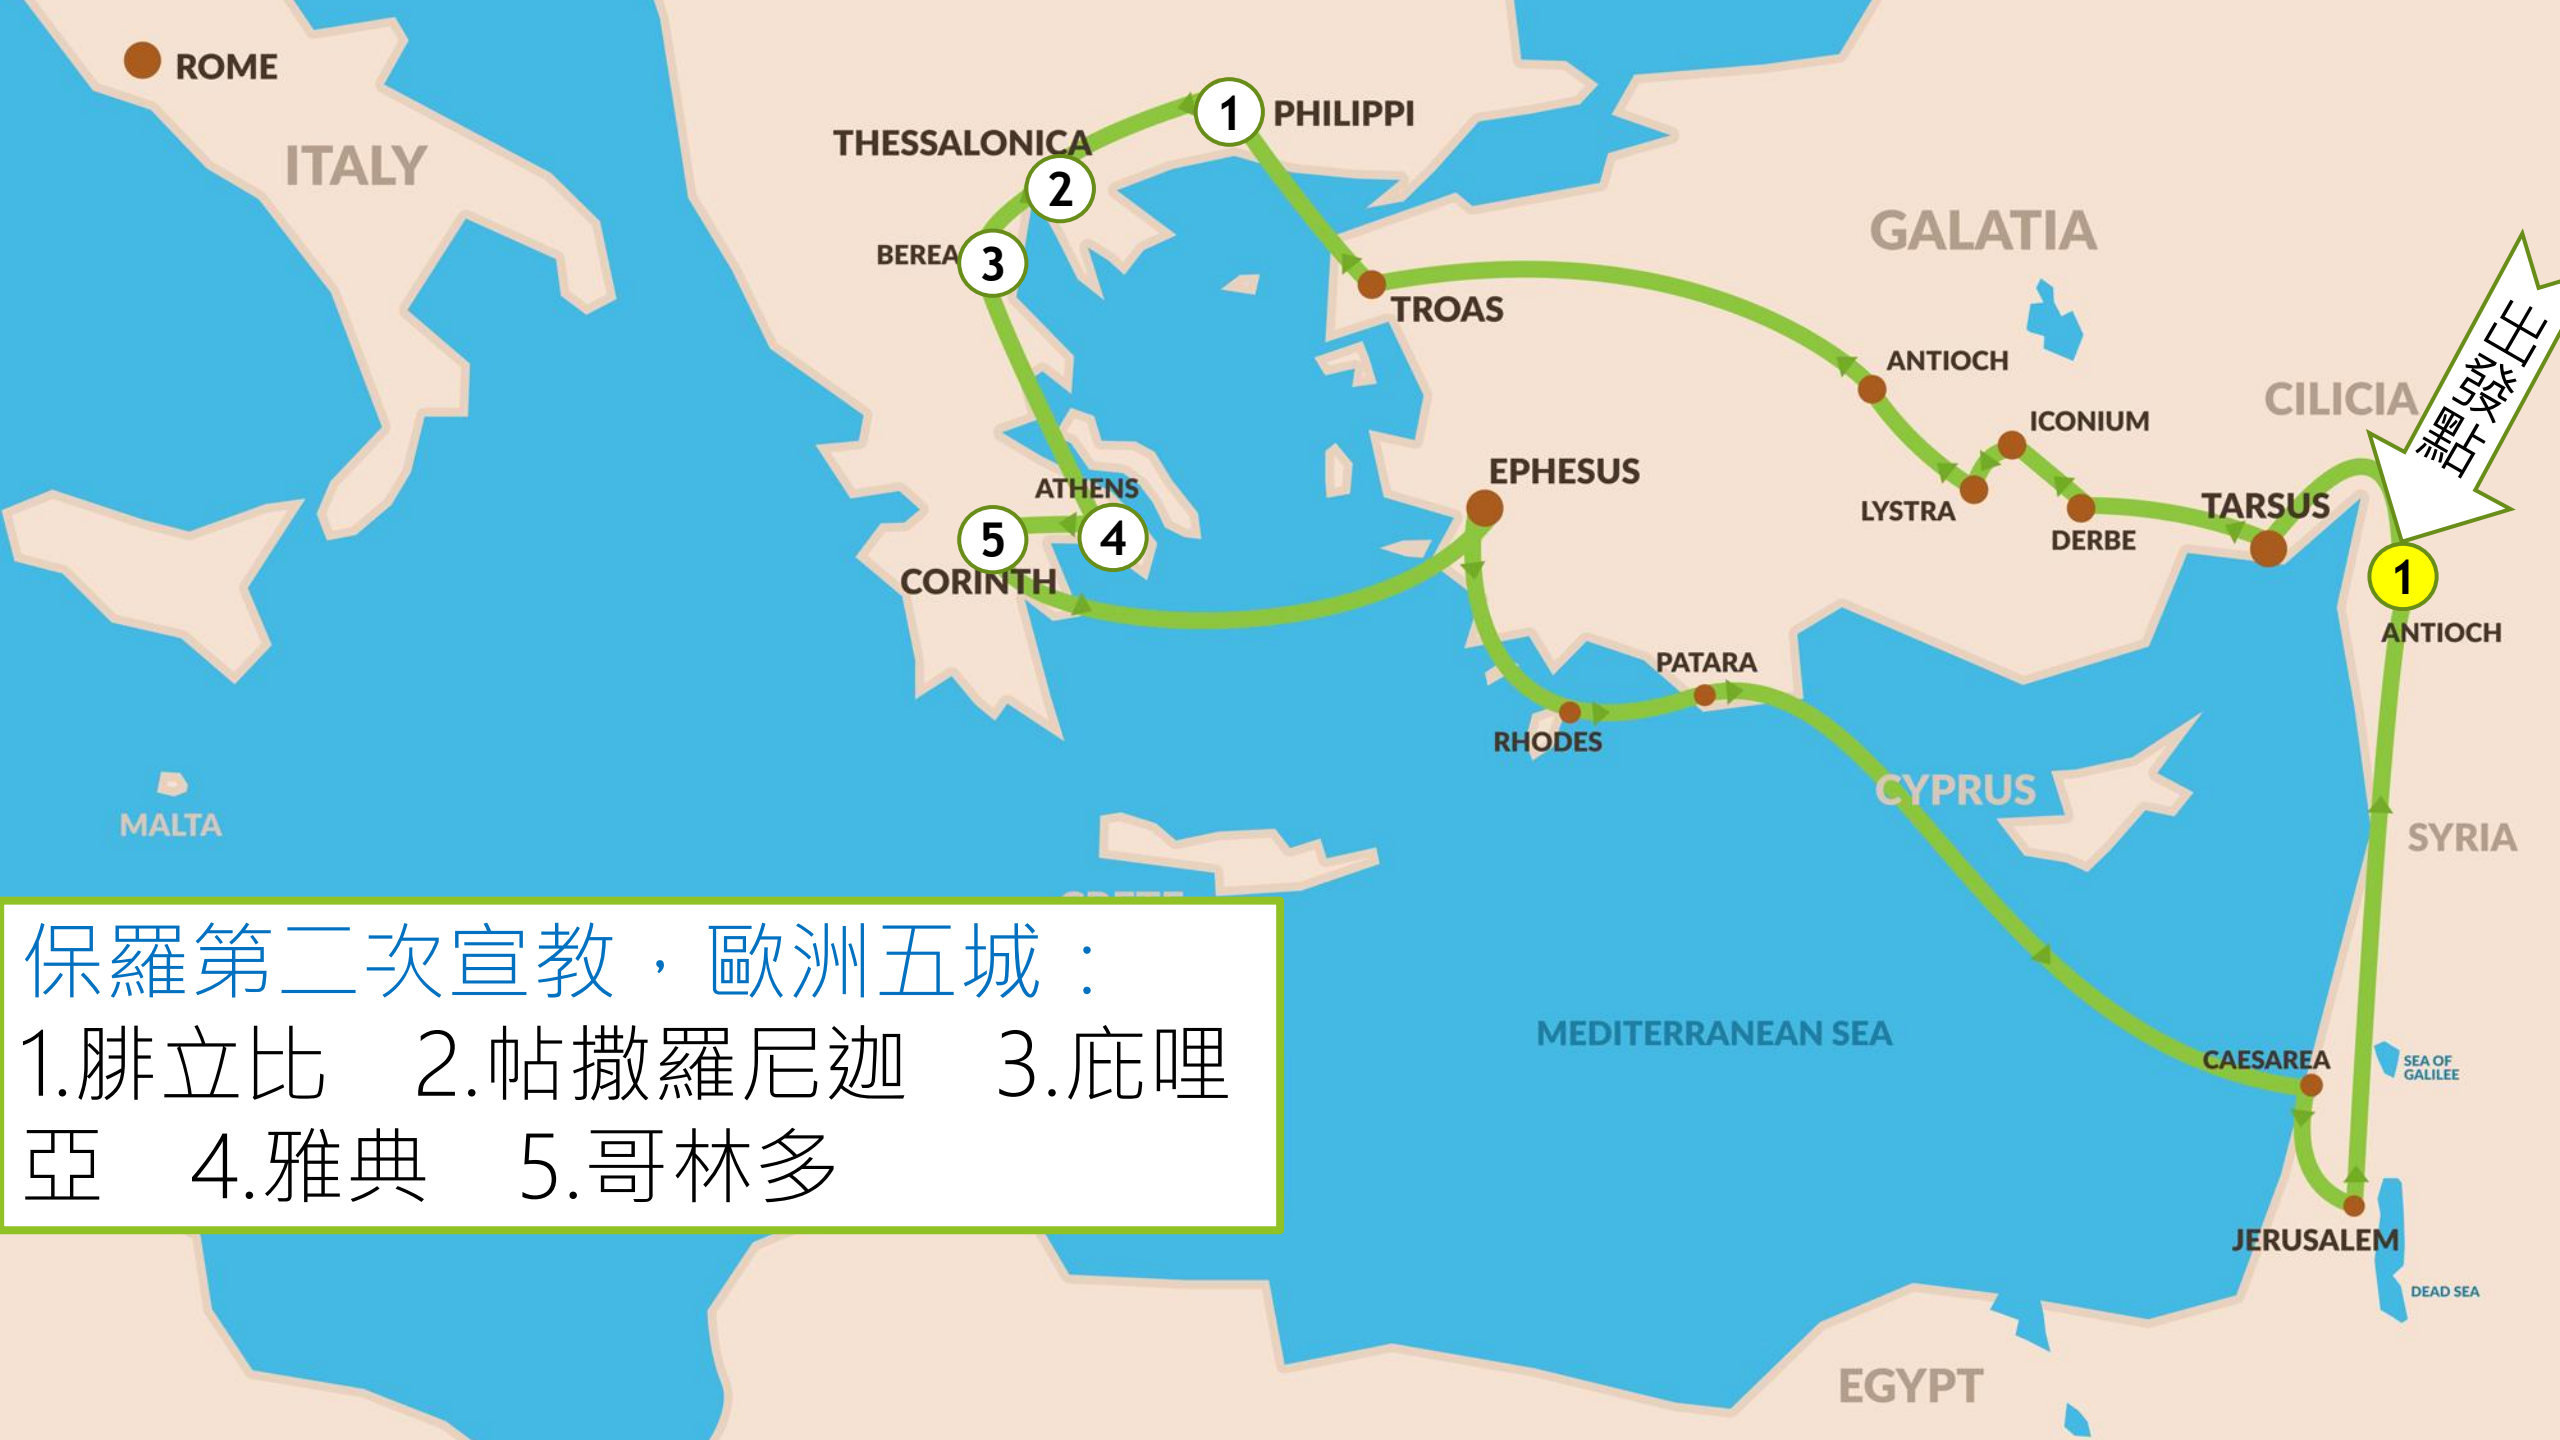 ROME
ITALY
THESSALONICA
1
PHILIPPI
2
BEREA
3
TROAS
GALATIA
出發點
ANTIOCH
CILICIA
ICONIUM
EPHESUS
LYSTRA
DERBE
TARSUS
ATHENS
5
4
CORINTH
1
ANTIOCH
PATARA
RHODES
CYPRUS
MALTA
SYRIA
保羅第二次宣教，歐洲五城：
1.腓立比　2.帖撒羅尼迦　3.庇哩
亞　4.雅典　5.哥林多
MEDITERRANEAN SEA
CAESAREA
SEA OF
GALILEE
JERUSALEM
DEAD SEA
EGYPT